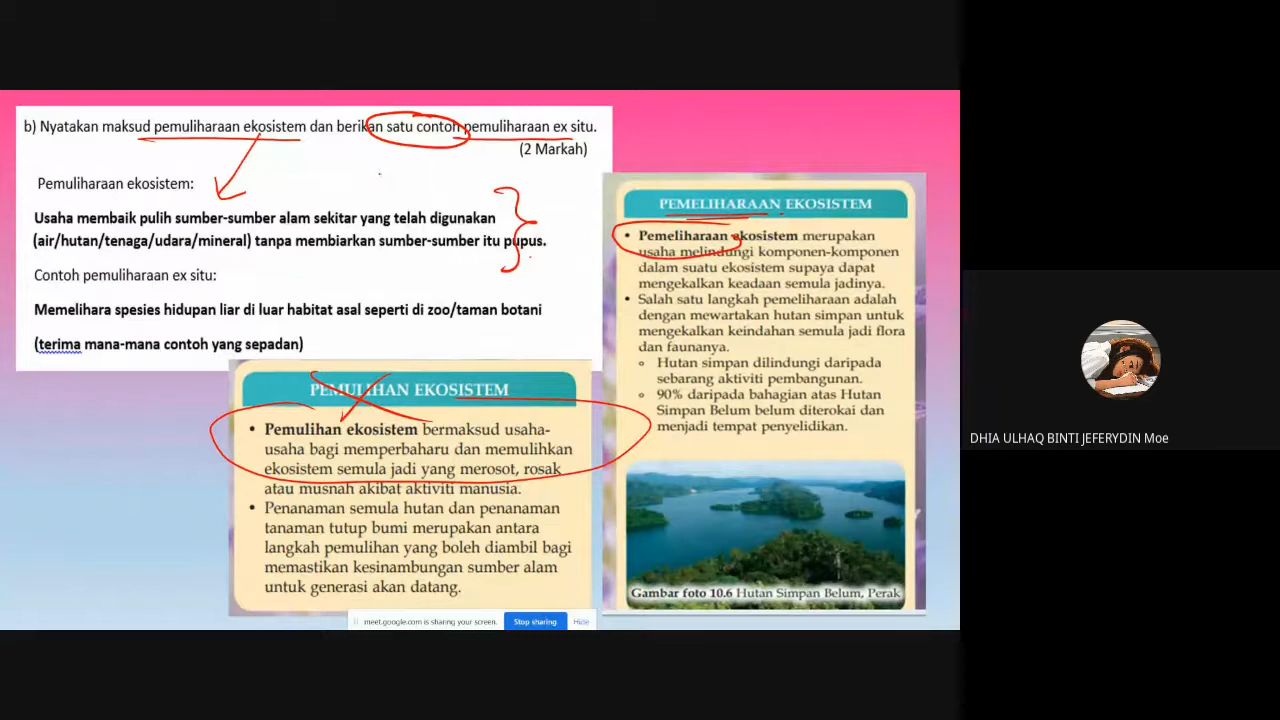 b) Nyatakan maksud pemuliharaan ekosistem dan berikan satu contoh pemuliharaan ex situ.
(2 Markah)
Pemuliharaan ekosistem:
Usaha membaik pulih sumber-sumber alam sekitar yang telah digunakan
(air/hutan/tenaga/udara/mineral) tanpa membiarkan sumber-sumber itu pupus.
Contoh pemuliharaan ex situ:
Memelihara spesies hidupan liar di luar habitat asal seperti di zoo/taman botani
(terima mana-mana contoh yang sepadan)
PEMULIHAN EKOSISTEM
• Pemulihan ekosistem bermaksud usaha-
usaha bagi memperbaharu dan memulihkan
ekosistem semula jadi yang merosot, rosak
atau musnah akibat aktiviti manusia.
• Penanaman semula hutan dan penanaman
tanaman tutup bumi merupakan antara
langkah pemulihan yang boleh diambil bagi
memastikan kesinambungan sumber alam
untuk generasi akan datang.
PEMELIHARAAN EKOSISTEM
• Pemeliharaan ekosistem merupakan
usaha melindungi komponen-komponen
dalam suatu ekosistem supaya dapat
mengekalkan keadaan semula jadinya.
• Salah satu langkah pemeliharaan adalah
dengan mewartakan hutan simpan untuk
mengekalkan keindahan semula jadi flora
dan faunanya.
Hutan simpan dilindungi daripada
sebarang aktiviti pembangunan.
90% daripada bahagian atas Hutan
Simpan Belum belum diterokai dan
menjadi tempat penyelidikan.
Gambar foto 10.6 Hutan Simpan Belum, Perak
meet.google.com is sharing your screen.
Stop sharing
Hide
DHIA ULHAQ BINTI JEFERYDIN Moe